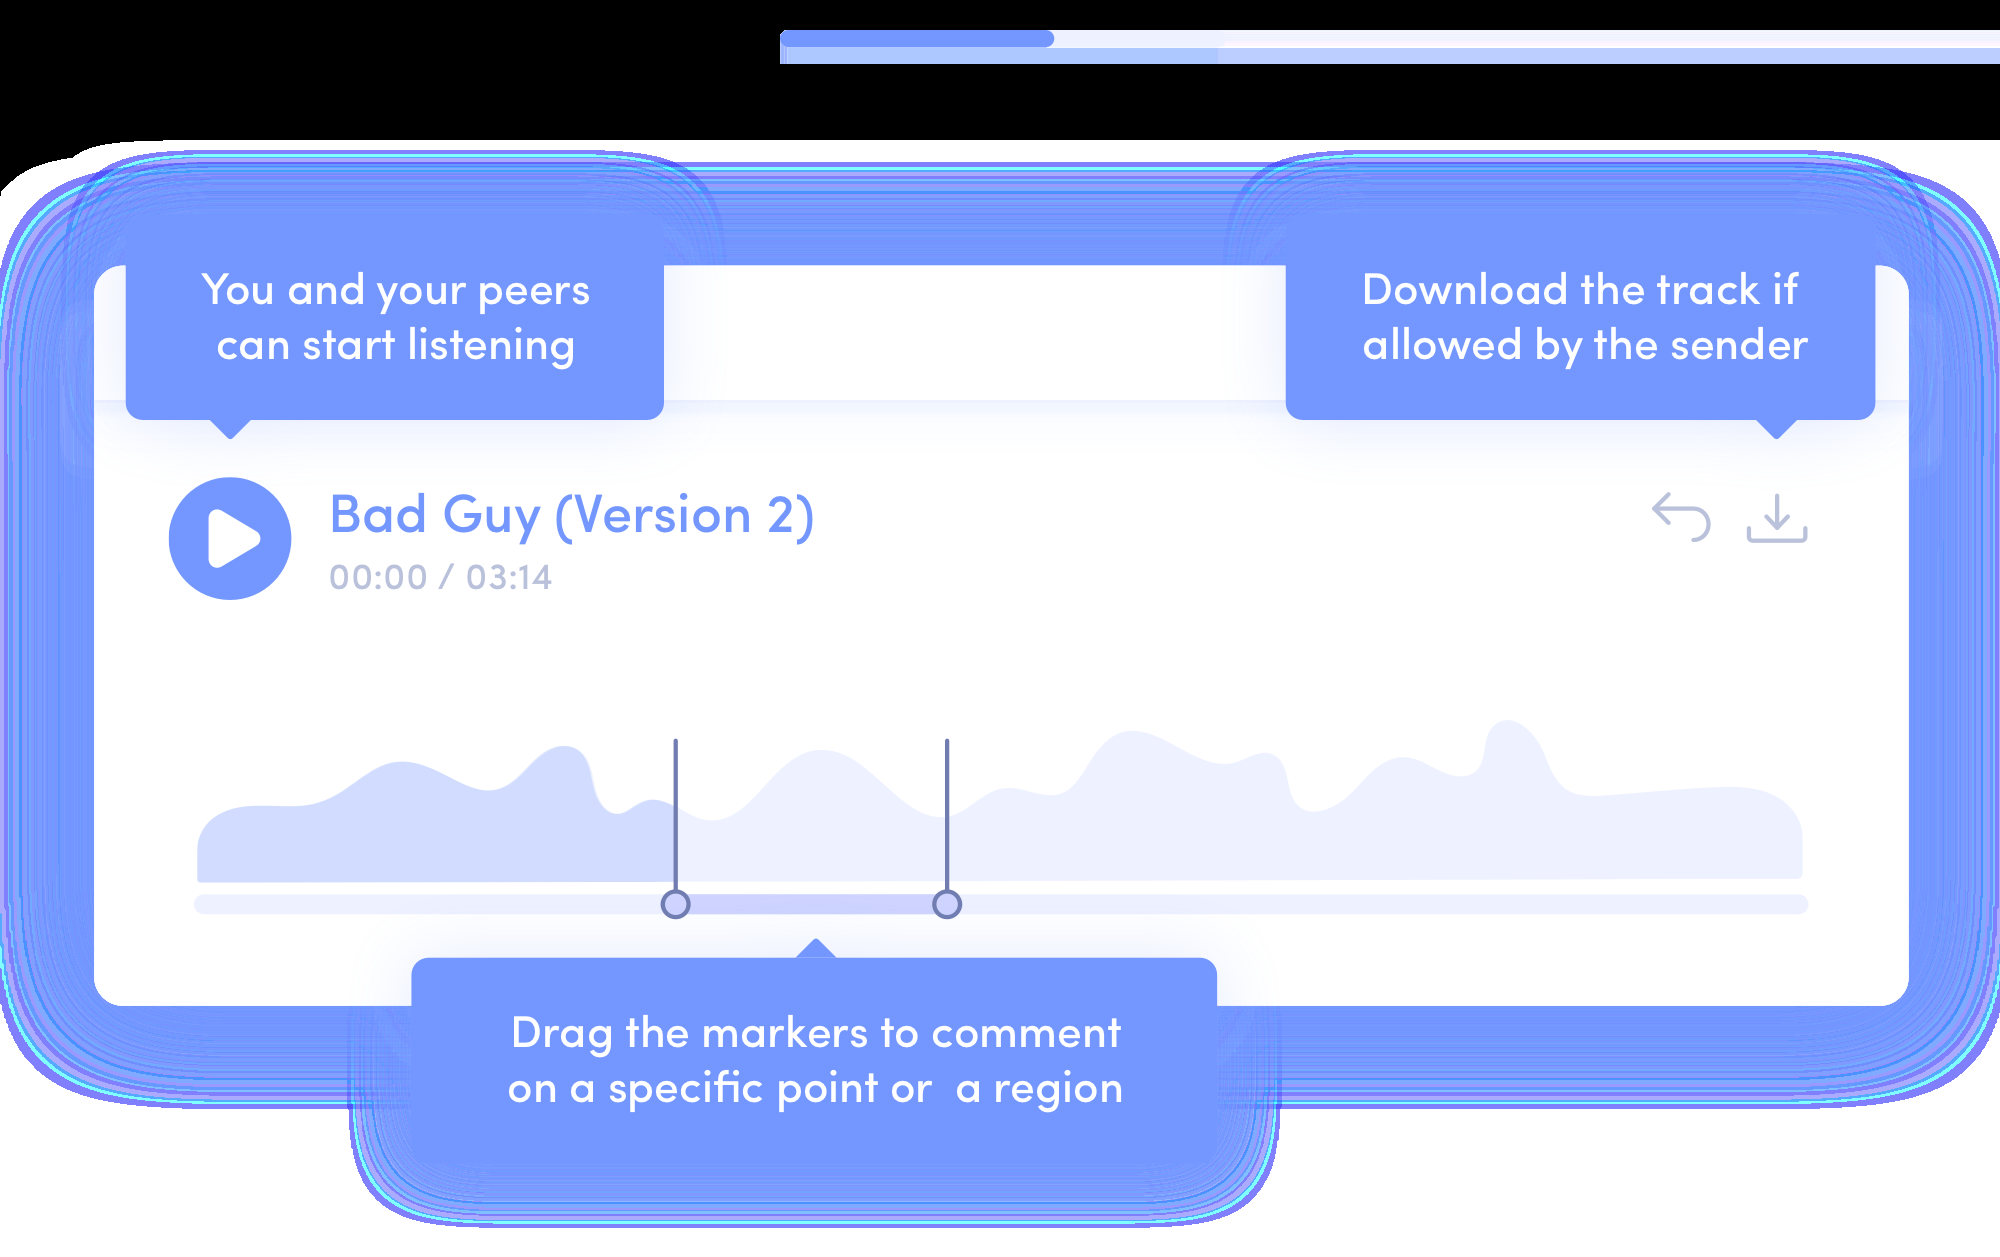 You and your peers
can start listening
Download the track if
allowed by the sender
Bad Guy (Version 2)
00:00 / 03:14
Drag the markers to comment
on a specific point or  a region